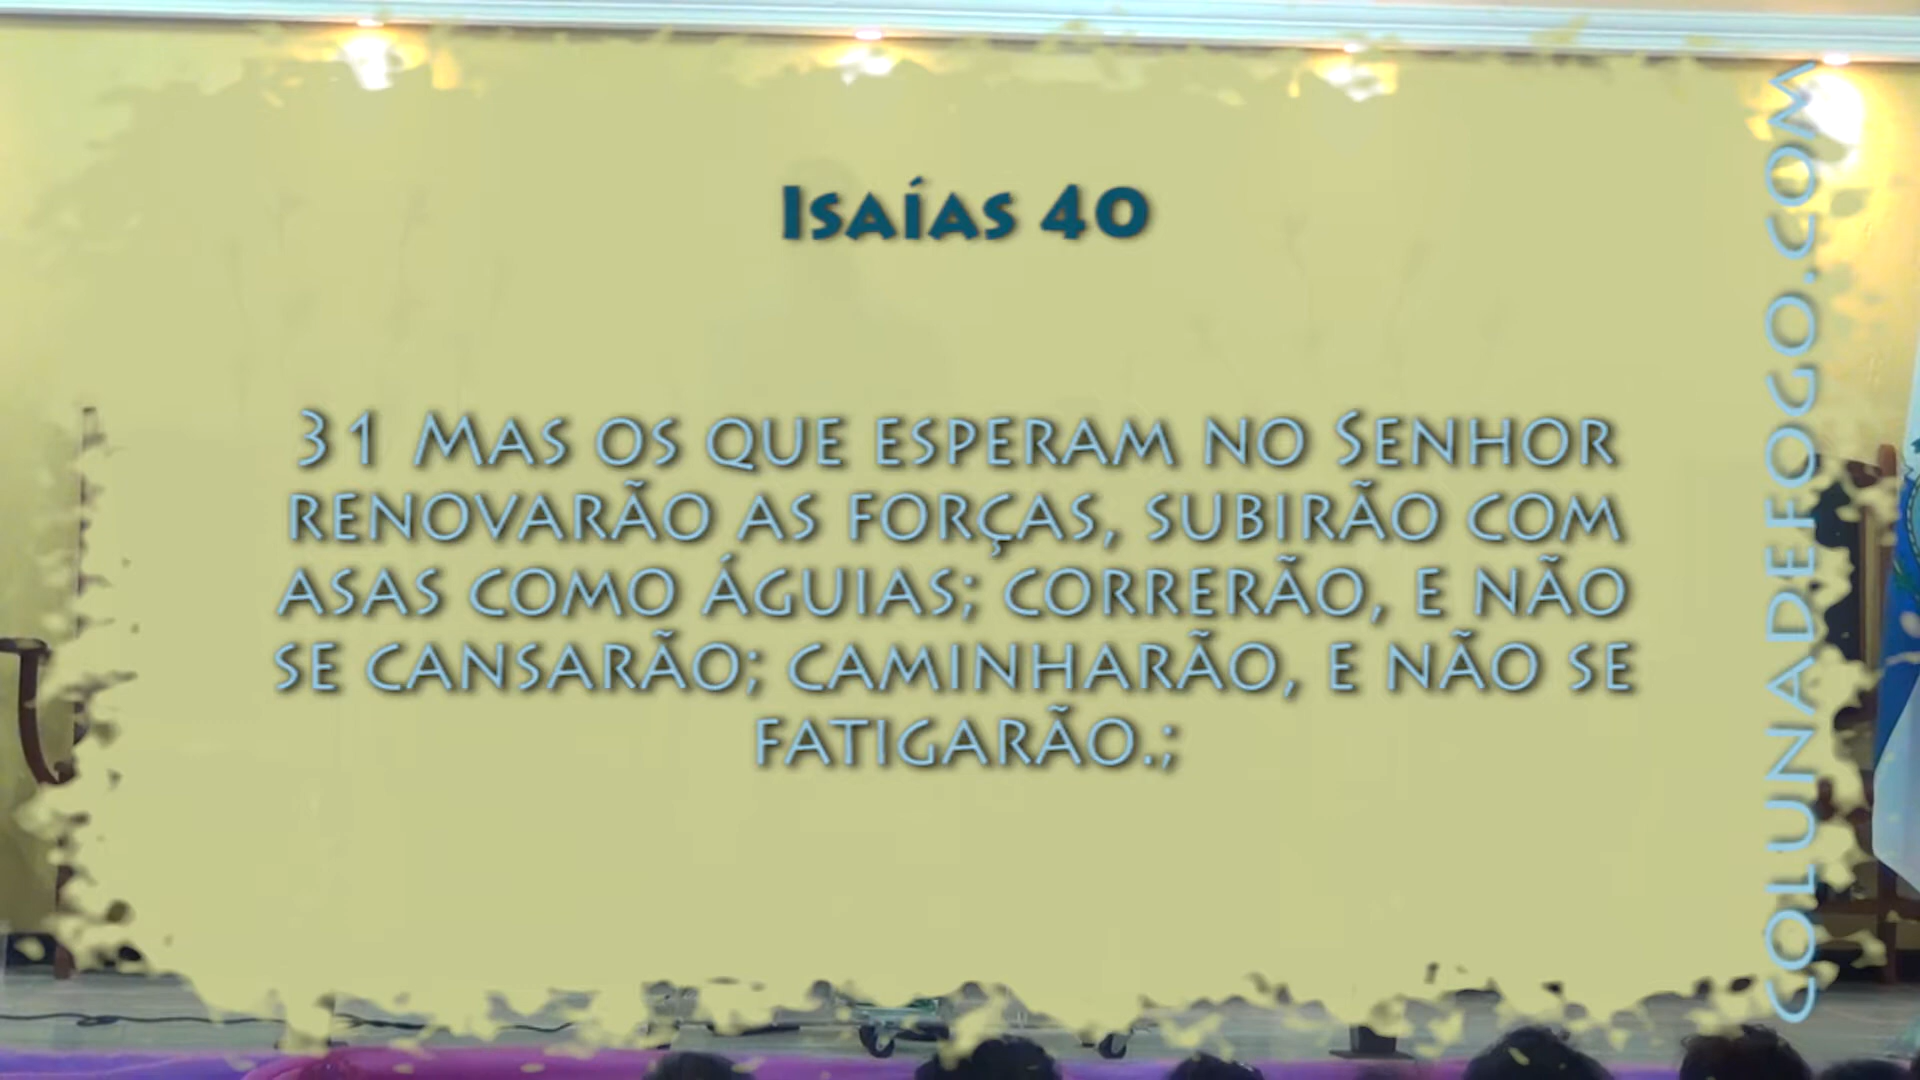 Isaías 40
31 Mas os que esperam no Senhor
renovarão as forças, subirão com
asas como águias; correrão, e não
se cansarão; caminharão, e não se
fatigarão.;
COLUNADEFOGO.COM